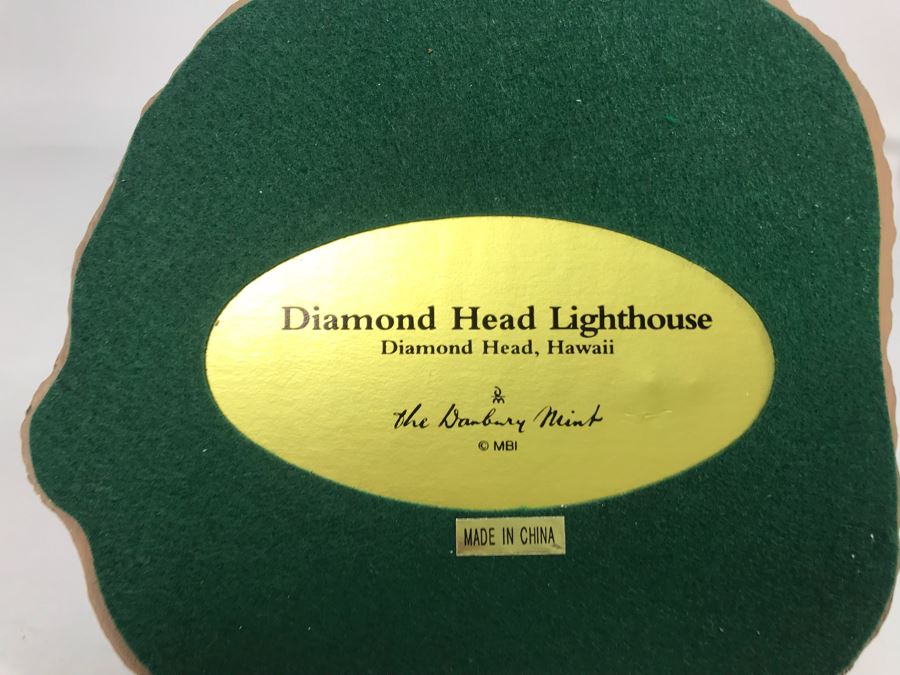 Diamond Head Lighthouse
Diamond Head, Hawaii
The Danbury Mint
© MBI
MADE IN CHINA